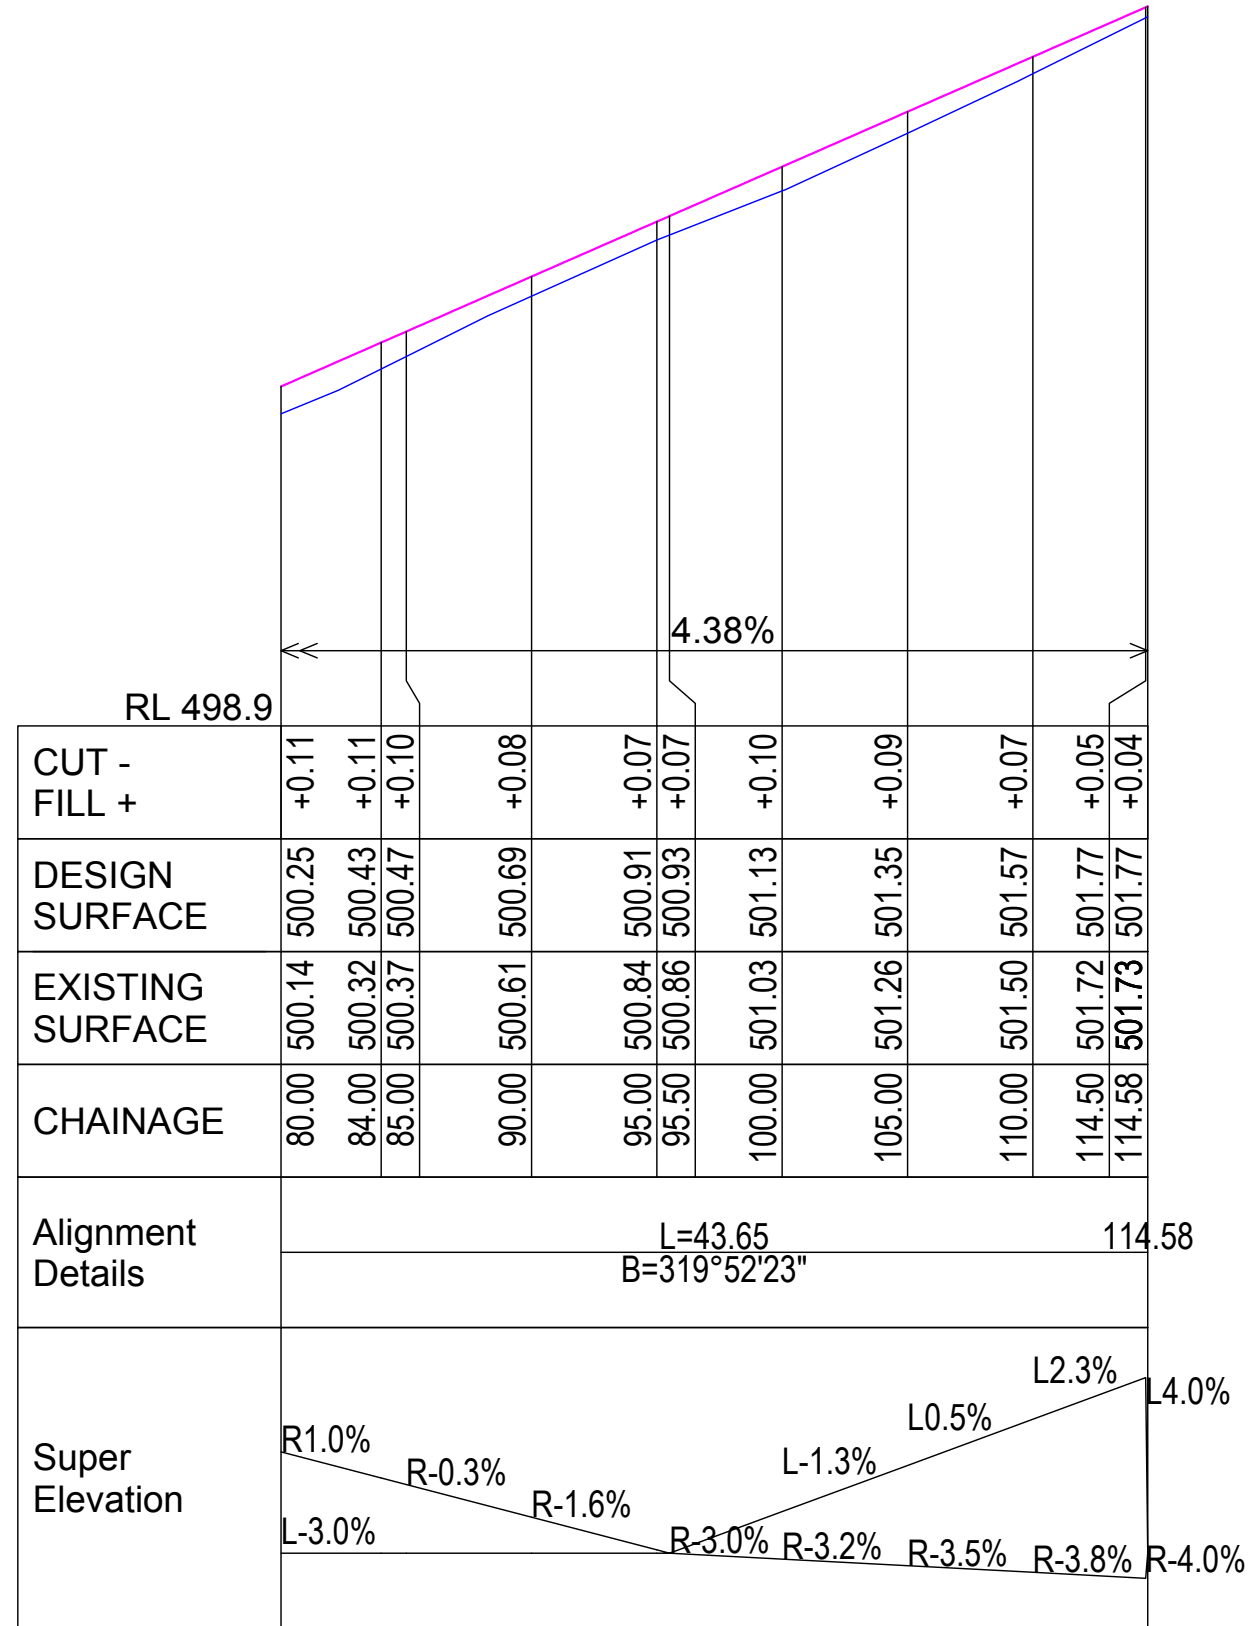 4.38%
RL 498.9
CUT -
FILL +
+0.11 +0.11 +0.10 +0.08 +0.07 +0.07 +0.10 +0.09 +0.07 +0.05 +0.04
DESIGN
SURFACE
500.25 500.43 500.47 500.69 500.91 500.93 501.13 501.35 501.57 501.77 501.77
EXISTING
SURFACE
500.14 500.32 500.37 500.61 500.84 500.86 501.03 501.26 501.50 501.72 501.73
CHAINAGE
80.00 84.00 85.00 90.00 95.00 95.50 100.00 105.00 110.00 114.50 114.58
Alignment
Details
L=43.65 114.58
B=319°52'23"
Super
Elevation
L2.3%
L4.0%
L0.5%
R1.0%
L-1.3%
R-0.3%
R-1.6%
L-3.0%
R-3.0% R-3.2% R-3.5% R-3.8% R-4.0%